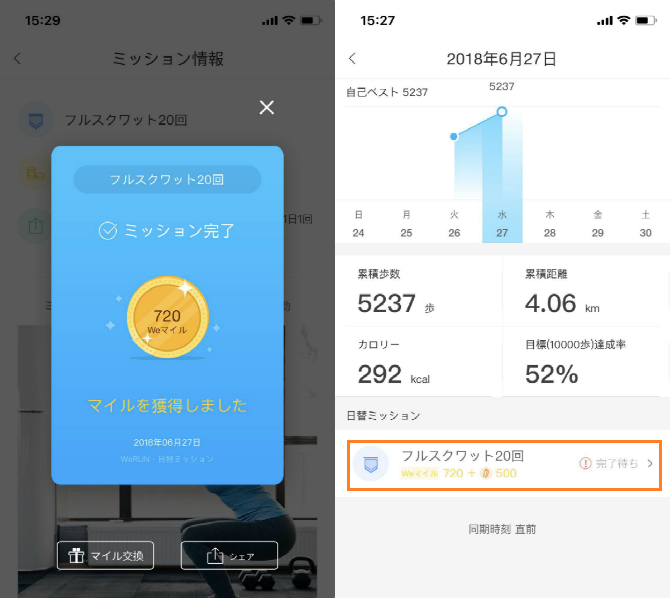 15:29
ミッション情報
フルスクワット20回
フルスクワット20回
1日1回
ミッション完了
720
Weマイル
マイルを獲得しました
2018年06月27日
WeRUN・日替ミッション
マイル交換
シェア
15:27
2018年6月27日
自己ベスト 5237
5237
日 月 火 水 木 金 土
24 25 26 27 28 29 30
累積歩数
5237 歩
累積距離
4.06 km
カロリー
292 kcal
目標(10000歩)達成率
52%
日替ミッション
フルスクワット20回
Weマイル 720 + 500
完了待ち
同期時刻 直前